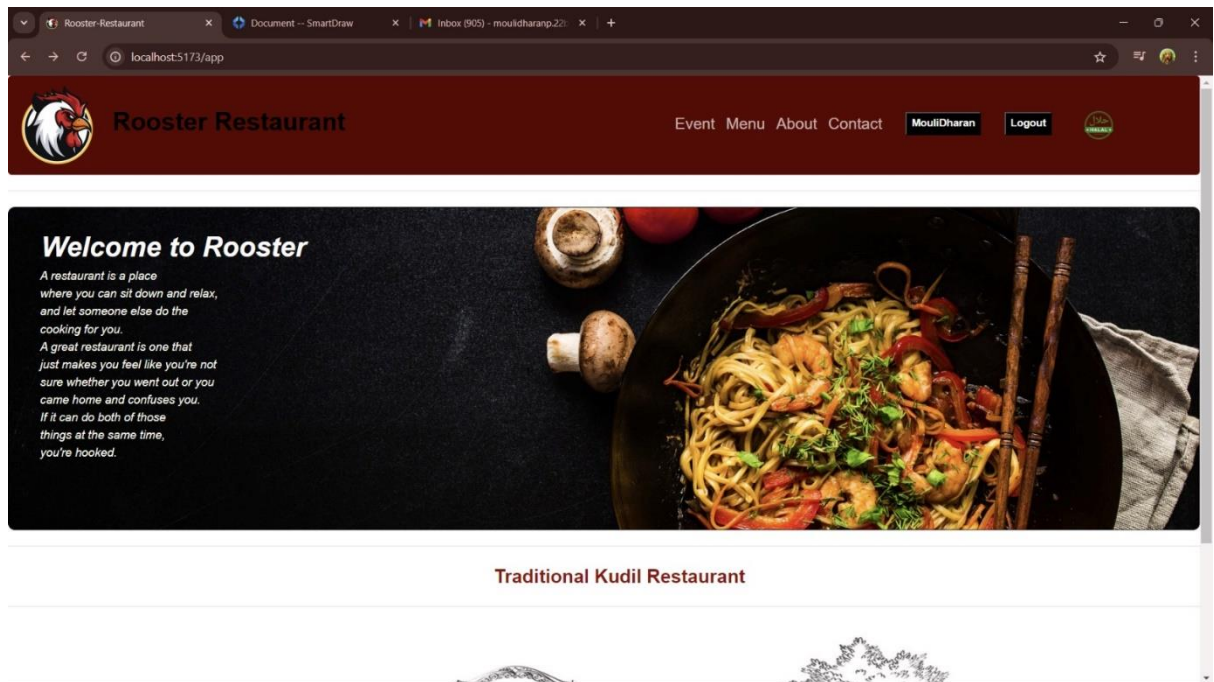 Rooster-Restaurant
Document -- SmartDraw
Inbox (905) - moulidharanp.22
localhost:5173/app
Rooster Restaurant
Event Menu About Contact MouliDharan Logout
حلال
HALAL
Welcome to Rooster
A restaurant is a place
where you can sit down and relax,
and let someone else do the
cooking for you.
A great restaurant is one that
just makes you feel like you're not
sure whether you went out or you
came home and confuses you.
If it can do both of those
things at the same time,
you're hooked.
Traditional Kudil Restaurant